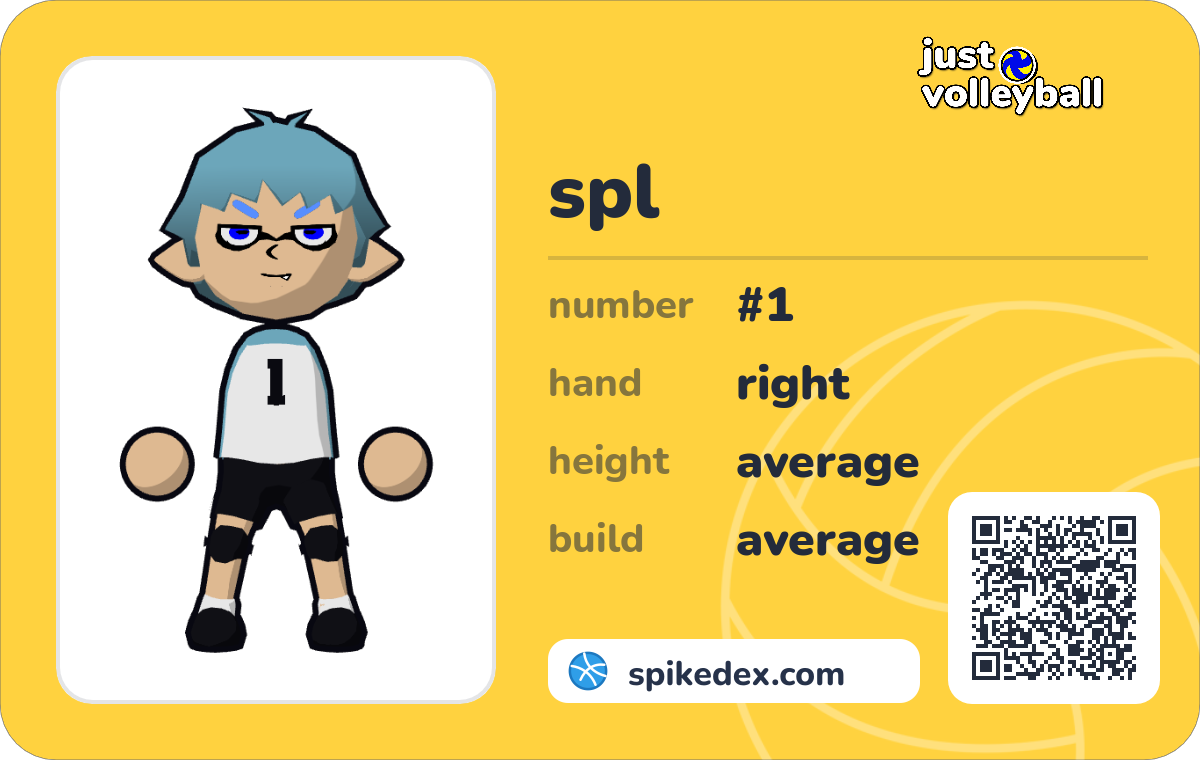 just
volleyball
spl
number #1
hand right
height average
build average
1
spikedex.com